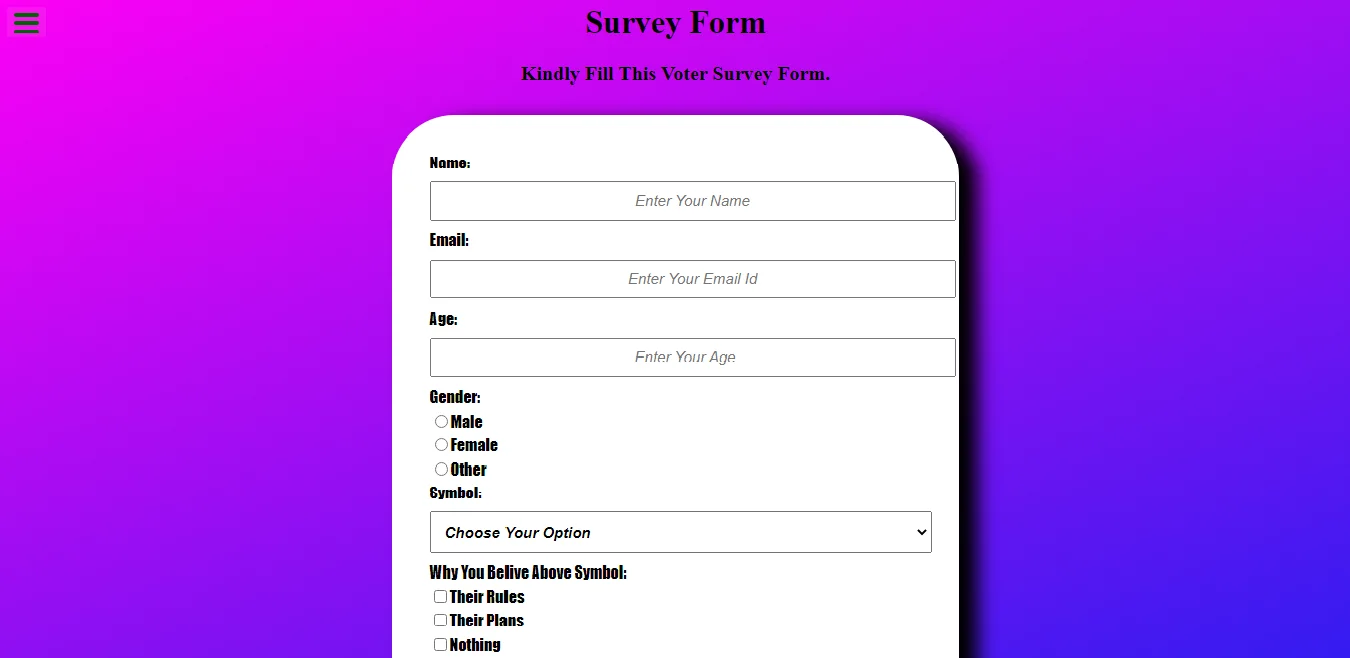 Survey Form
Kindly Fill This Voter Survey Form.
Name:
Enter Your Name
Email:
Enter Your Email Id
Age:
Enter Your Age
Gender:
Male
Female
Other
Symbol:
Choose Your Option
Why You Belive Above Symbol:
Their Rules
Their Plans
Nothing